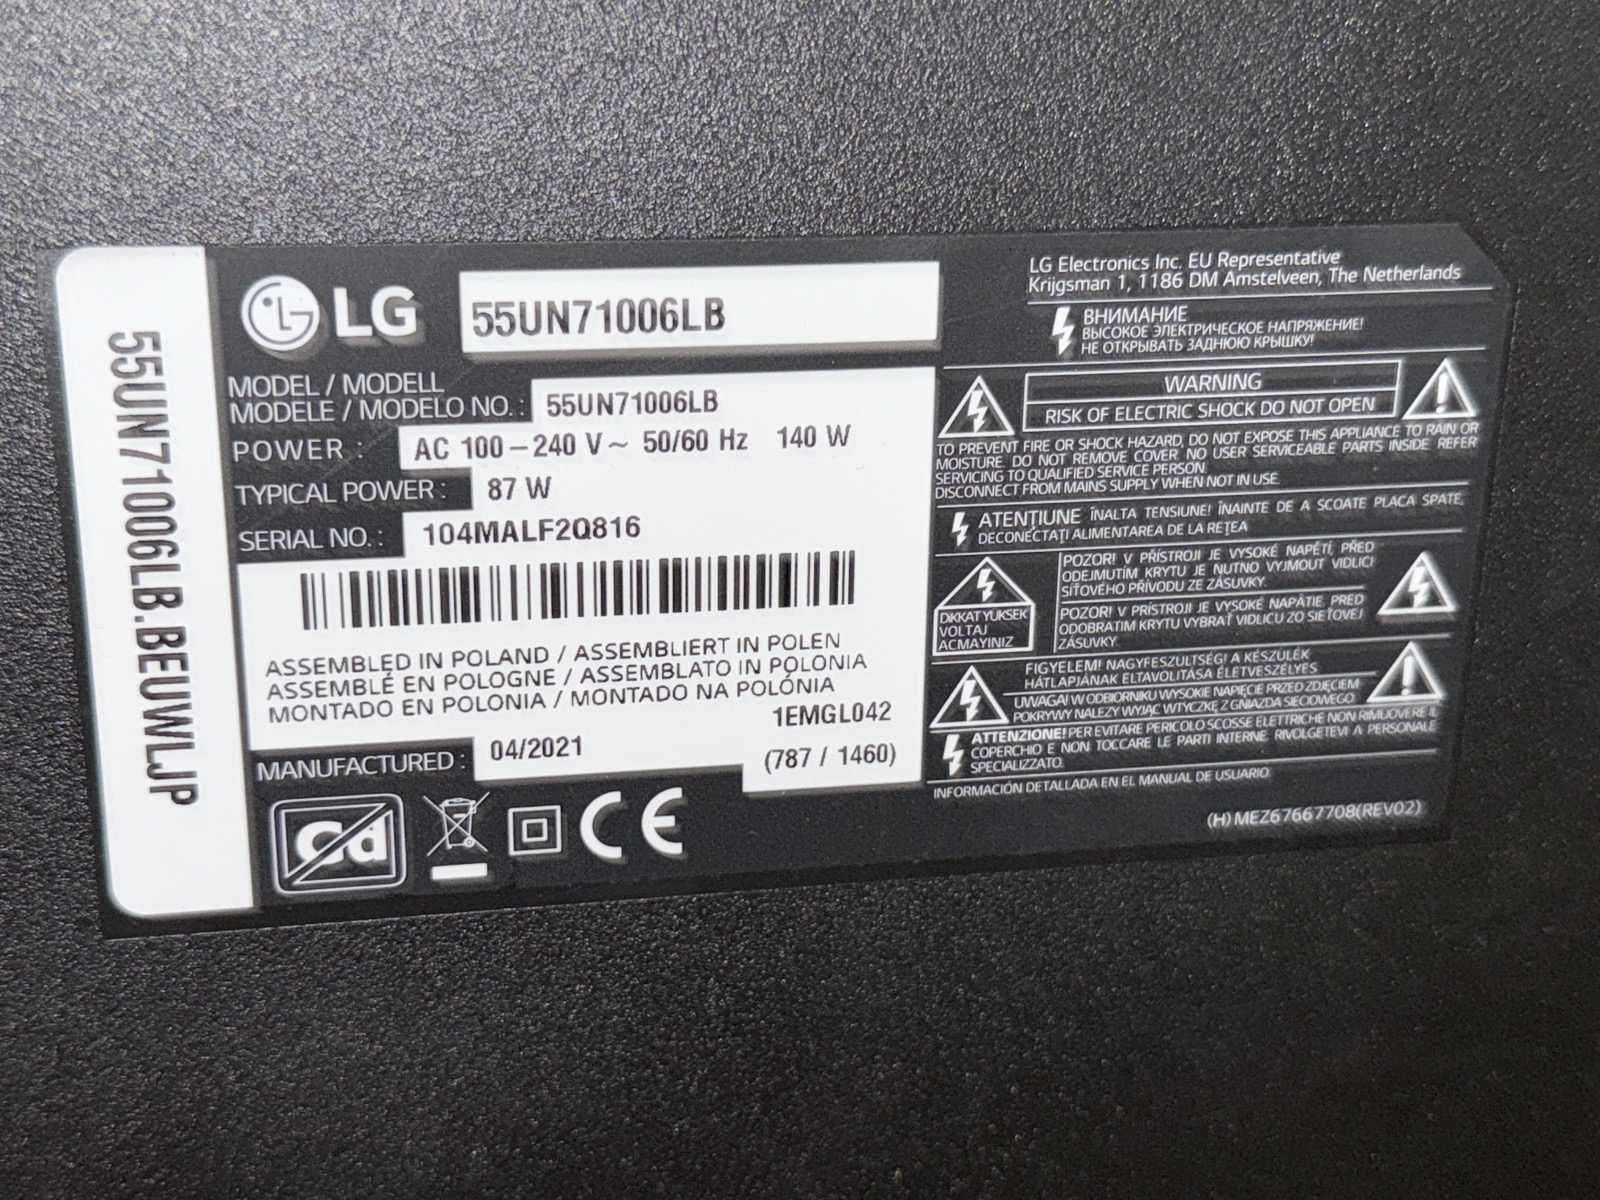 55UN71006LB.BEUWLJP
LG
55UN71006LB
MODEL / MODELL
MODELE / MODELO NO. : 55UN71006LB
POWER : AC 100–240 V~ 50/60 Hz 140 W
TYPICAL POWER : 87 W
SERIAL NO. : 104MALF2Q816
ASSEMBLED IN POLAND / ASSEMBLIERT IN POLEN
ASSEMBLÉ EN POLOGNE / ASSEMBLATO IN POLONIA
MONTADO EN POLONIA / MONTADO NA POLÓNIA
1EMGL042
MANUFACTURED : 04/2021
(787 / 1460)
Cd
CE
LG Electronics Inc. EU Representative
Krijgsman 1, 1186 DM Amstelveen, The Netherlands
ВНИМАНИЕ
ВЫСОКОЕ ЭЛЕКТРИЧЕСКОЕ НАПРЯЖЕНИЕ!
НЕ ОТКРЫВАТЬ ЗАДНЮЮ КРЫШКУ!
WARNING
RISK OF ELECTRIC SHOCK DO NOT OPEN
TO PREVENT FIRE OR SHOCK HAZARD, DO NOT EXPOSE THIS APPLIANCE TO RAIN OR
MOISTURE. DO NOT REMOVE COVER. NO USER SERVICEABLE PARTS INSIDE. REFER
SERVICING TO QUALIFIED SERVICE PERSON.
DISCONNECT FROM MAINS SUPPLY WHEN NOT IN USE.
ATENŢIUNE ÎNALTA TENSIUNE! ÎNAINTE DE A SCOATE PLACA SPATE,
DECONECTAŢI ALIMENTAREA DE LA REŢEA
DIKKAT YUKSEK
VOLTAJ
ACMAYINIZ
POZOR! V PŘÍSTROJI JE VYSOKÉ NAPĚTÍ, PŘED
ODEJMUTÍM KRYTU JE NUTNO VYJMOUT VIDLICI
SÍŤOVÉHO PŘÍVODU ZE ZÁSUVKY.
POZOR! V PRÍSTROJI JE VYSOKÉ NAPÄTIE, PRED
ODOBRATIM KRYTU VYBRAŤ VIDLICU ZO SIEŤOVEJ
ZÁSUVKY.
FIGYELEM! NAGYFESZULTSÉG! A KÉSZÜLÉK
HÁTLAPJÁNAK ELTAVOLITÁSA ÉLETVESZÉLYES.
UWAGA! W ODBIORNIKU WYSOKIE NAPIĘCIE PRZED ZDJĘCIEM
POKRYWY NALEŻY WYJĄĆ WTYCZKĘ Z GNIAZDA SIECIOWEGO
ATTENZIONE! PER EVITARE PERICOLO SCOSSE ELETTRICHE NON RIMUOVERE IL
COPERCHIO E NON TOCCARE LE PARTI INTERNE. RIVOLGETEVI A PERSONALE
SPECIALIZZATO.
INFORMACIÓN DETALLADA EN EL MANUAL DE USUARIO.
(H) MEZ67667708(REV02)